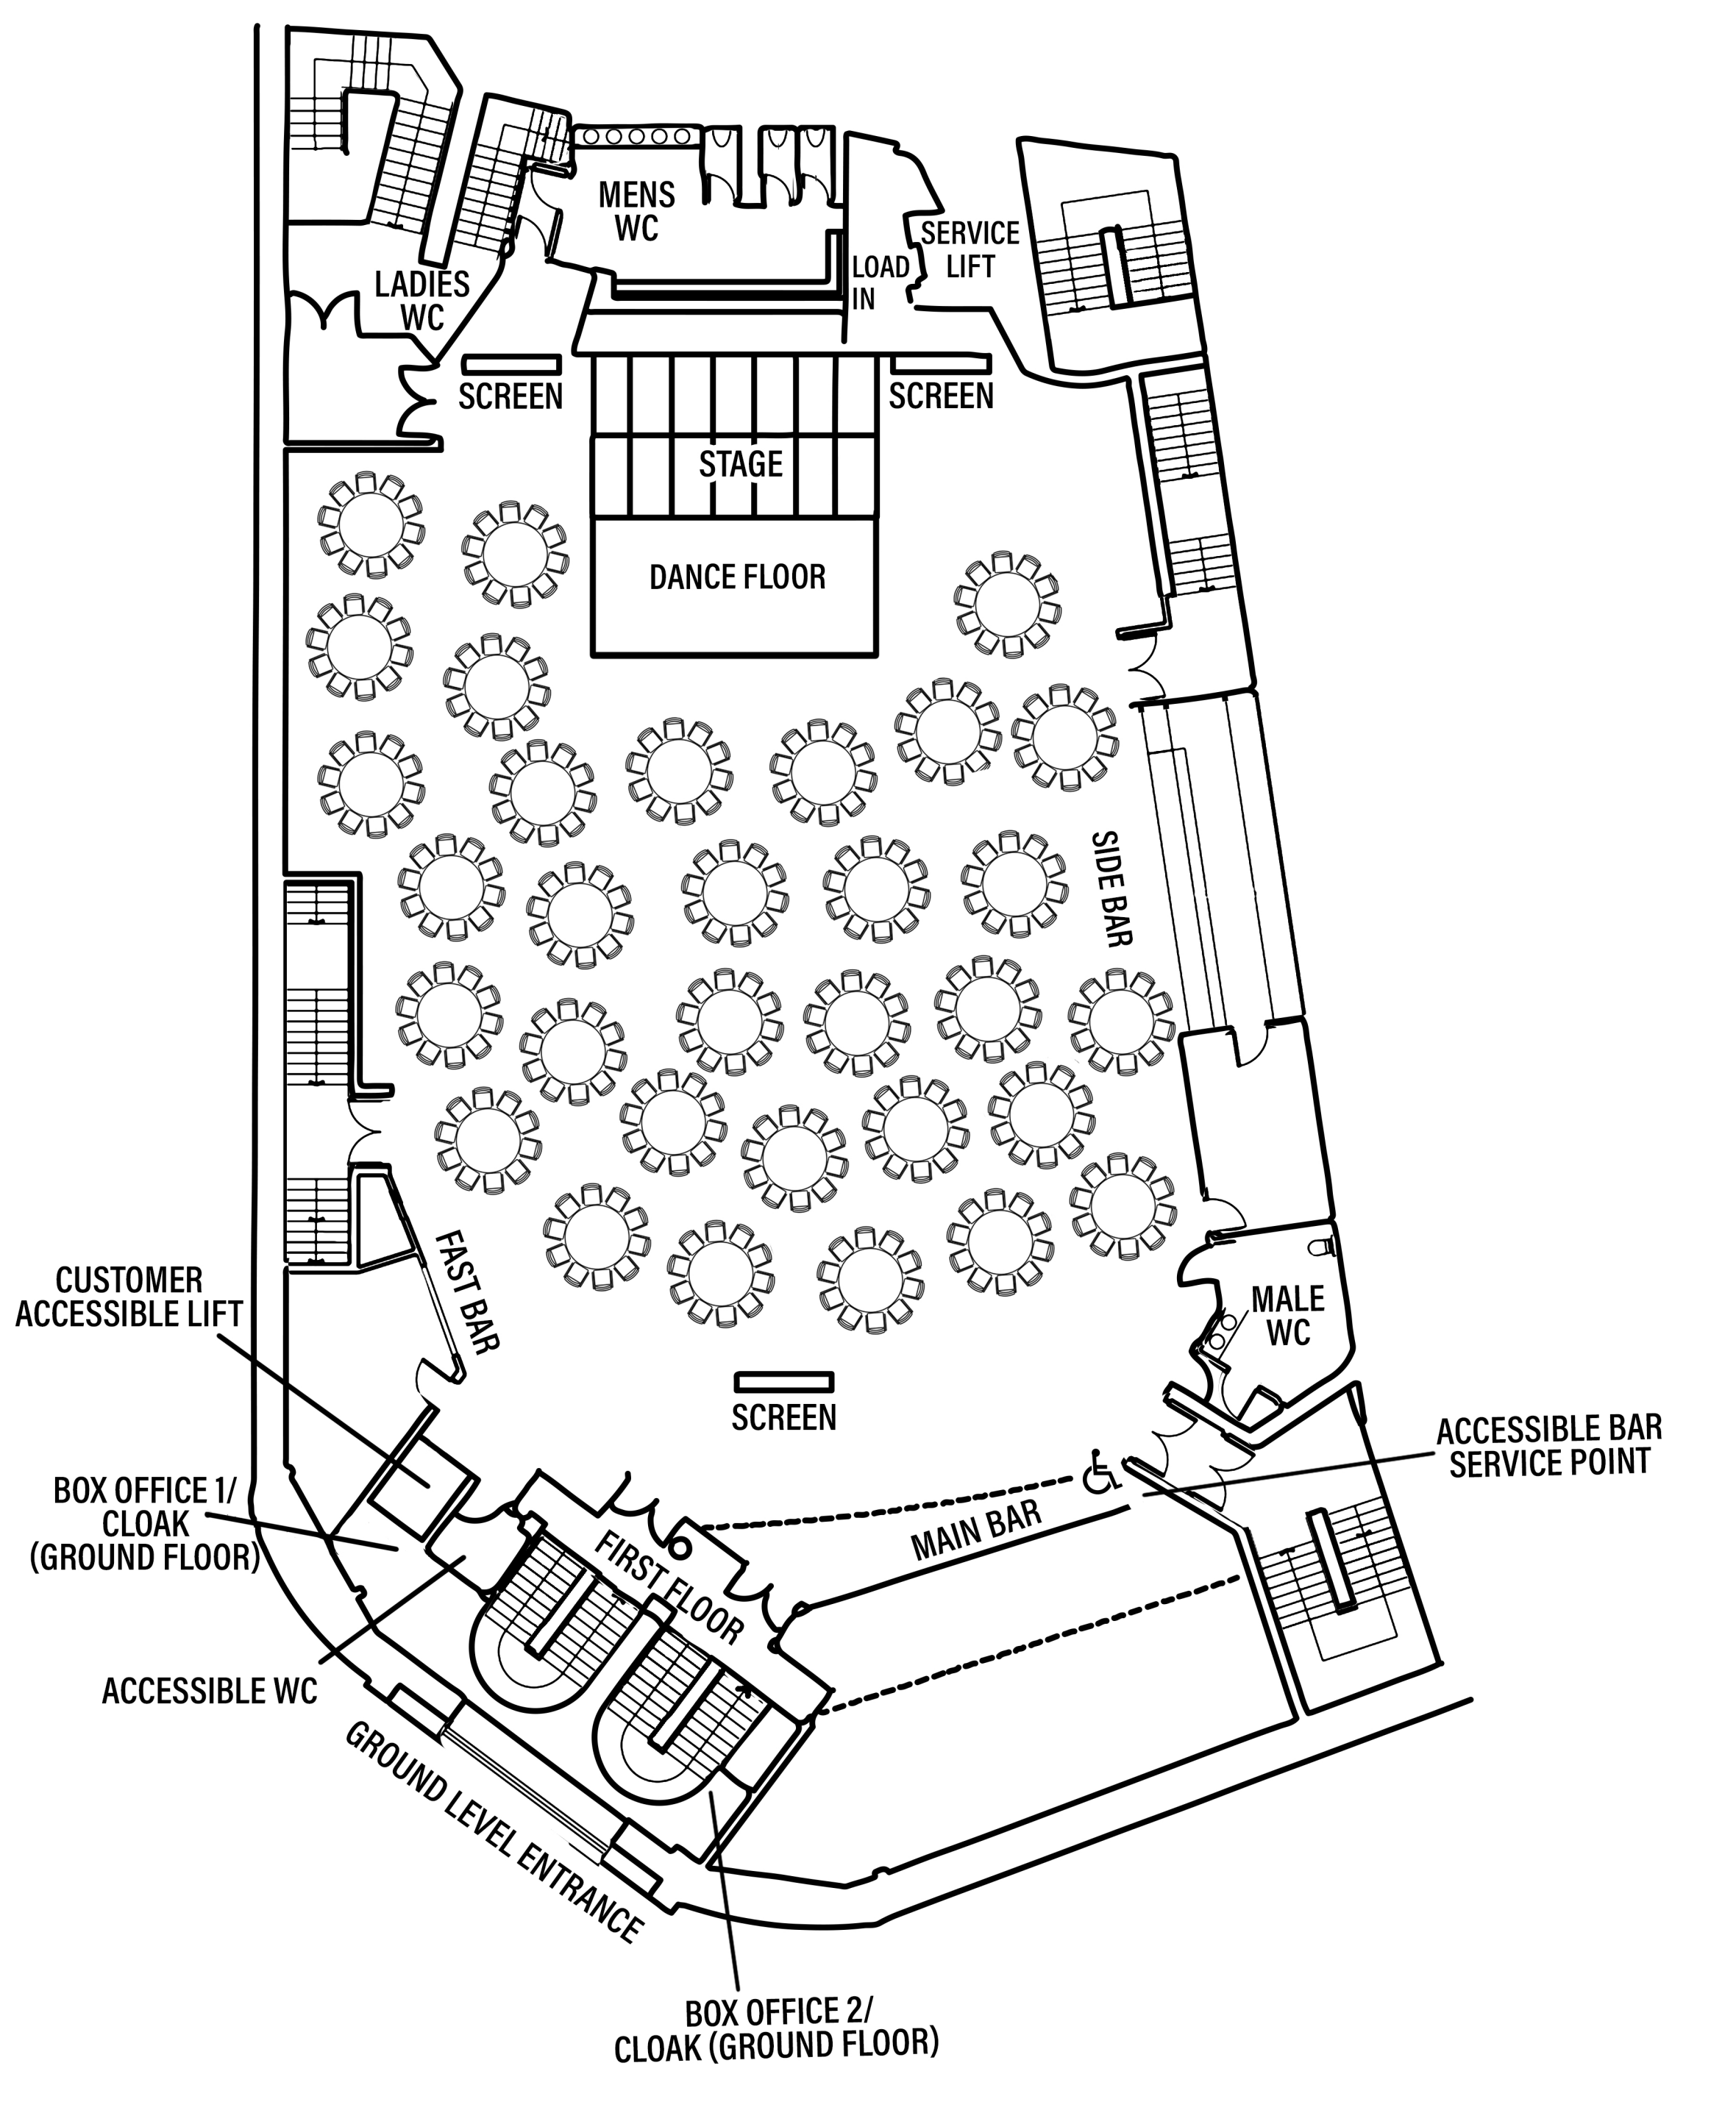 MENS
WC
SERVICE
LIFT
LOAD
IN
LADIES
WC
SCREEN
SCREEN
STAGE
DANCE FLOOR
SIDE BAR
FAST BAR
CUSTOMER
ACCESSIBLE LIFT
MALE
WC
SCREEN
ACCESSIBLE BAR
SERVICE POINT
BOX OFFICE 1/
CLOAK
(GROUND FLOOR)
MAIN BAR
FIRST FLOOR
ACCESSIBLE WC
GROUND LEVEL ENTRANCE
BOX OFFICE 2/
CLOAK (GROUND FLOOR)